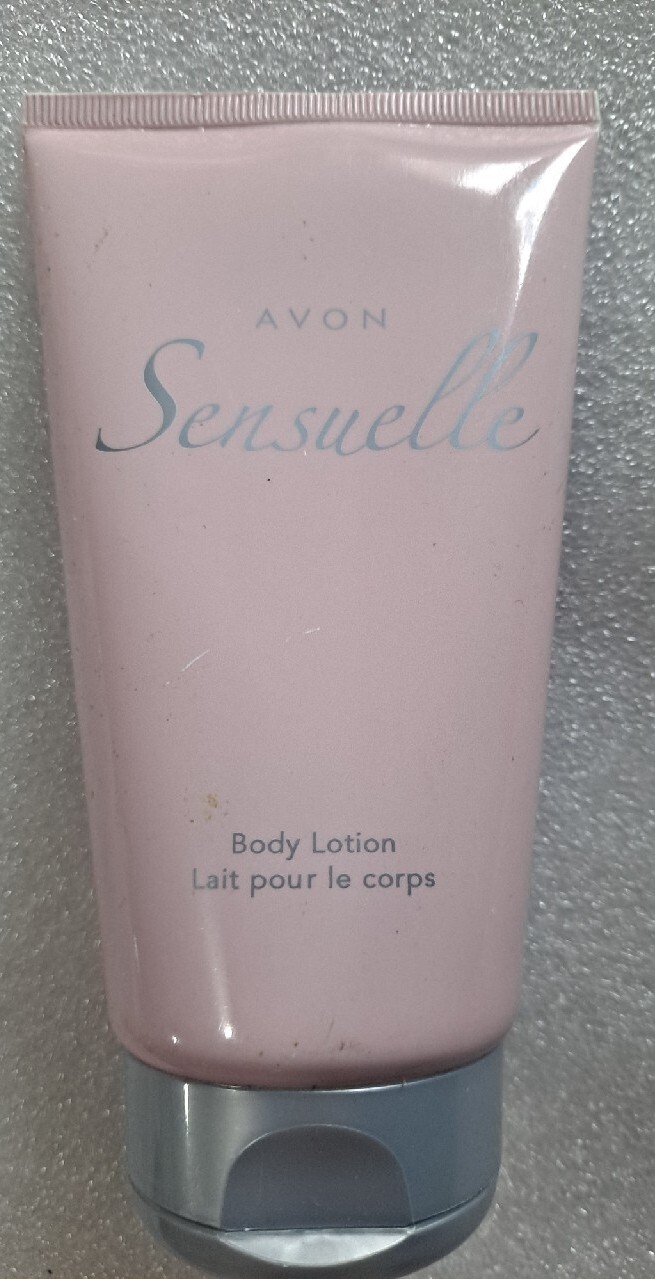 AVON
Sensuelle
Body Lotion
Lait pour le corps